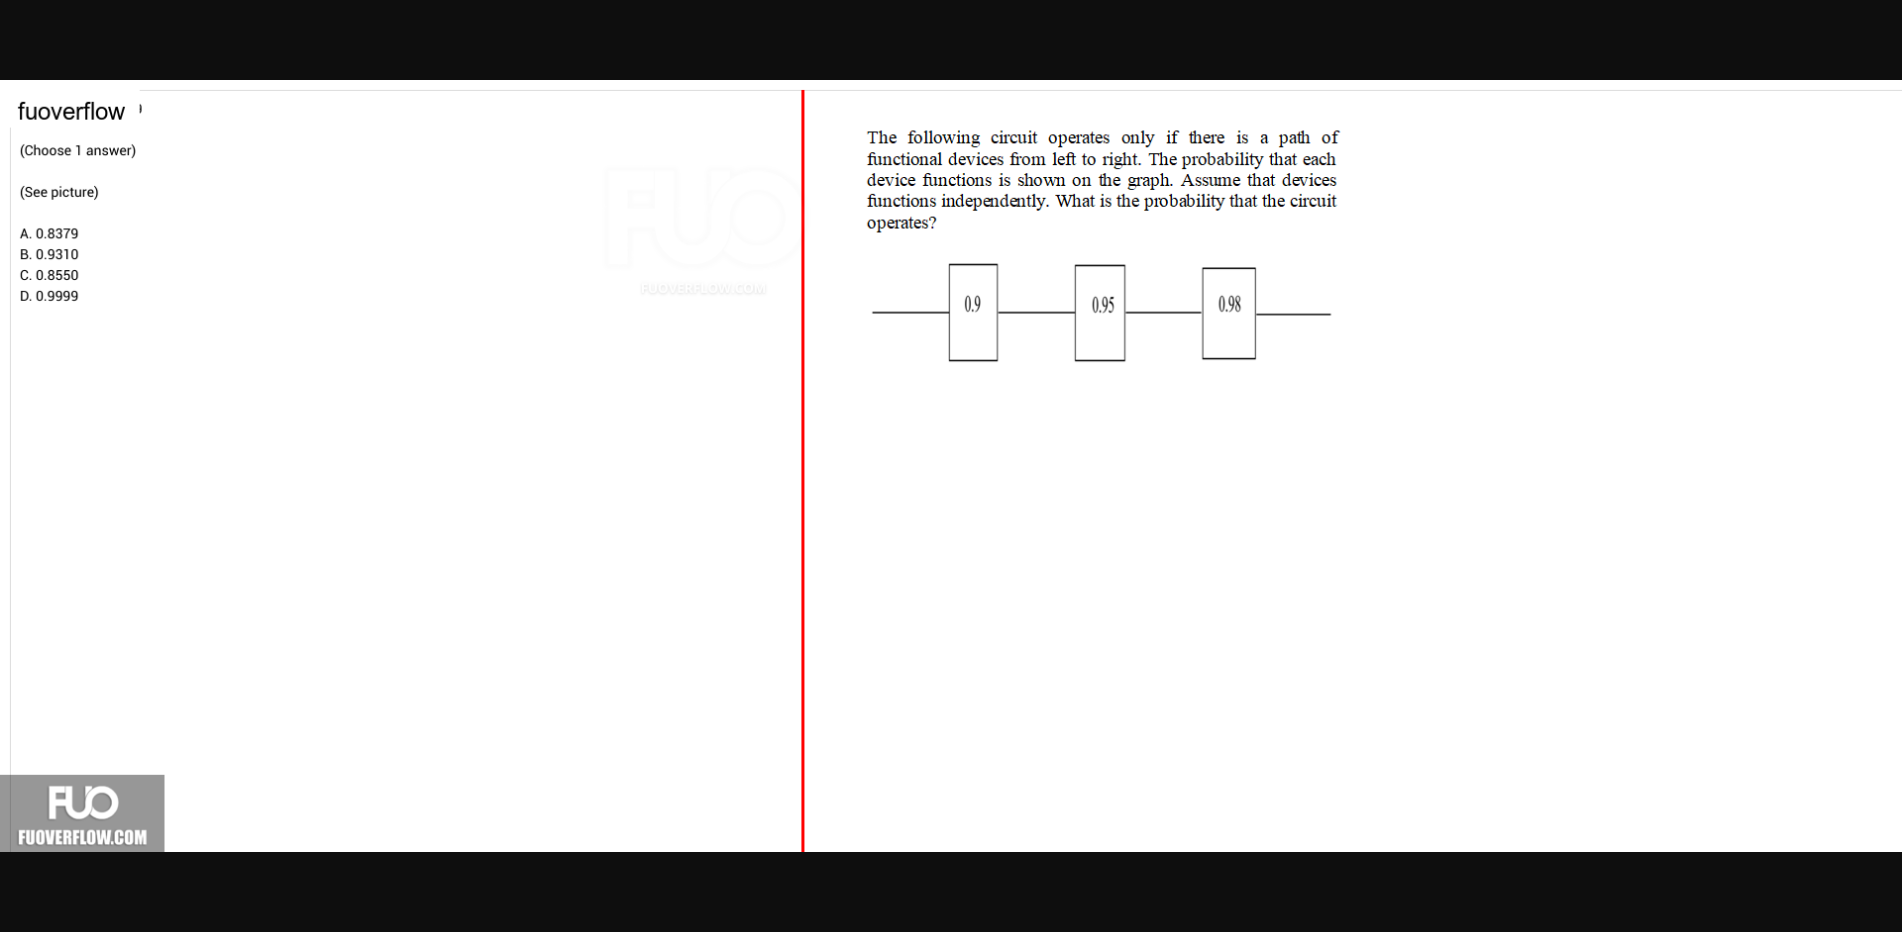 fuoverflow
(Choose 1 answer)
(See picture)
A. 0.8379
B. 0.9310
C. 0.8550
D. 0.9999
FUO
FUOVERFLOW.COM
The following circuit operates only if there is a path of
functional devices from left to right. The probability that each
device functions is shown on the graph. Assume that devices
functions independently. What is the probability that the circuit
operates?
0.9
0.95
0.98
FUO
FUOVERFLOW.COM